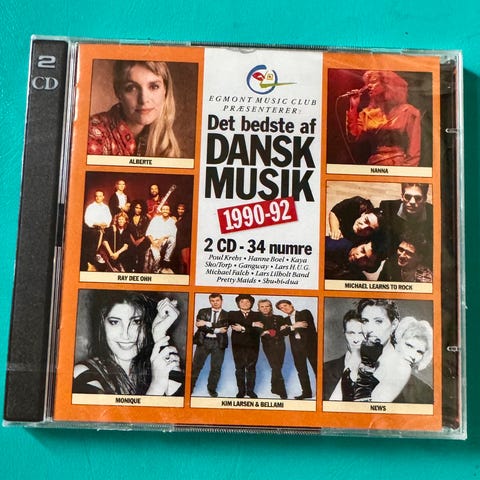 2
CD
EGMONT MUSIC CLUB
PRÆSENTERER:
Det bedste af
DANSK
MUSIK
1990-92
2 CD - 34 numre
Poul Krebs • Hanne Boel • Kaya
Sko/Torp • Gangway • Lars H.U.G.
Michael Falch • Lars Lilholt Band
Pretty Maids • Shu•bi•dua
ALBERTE
NANNA
RAY DEE OHH
MICHAEL LEARNS TO ROCK
MONIQUE
KIM LARSEN & BELLAMI
NEWS